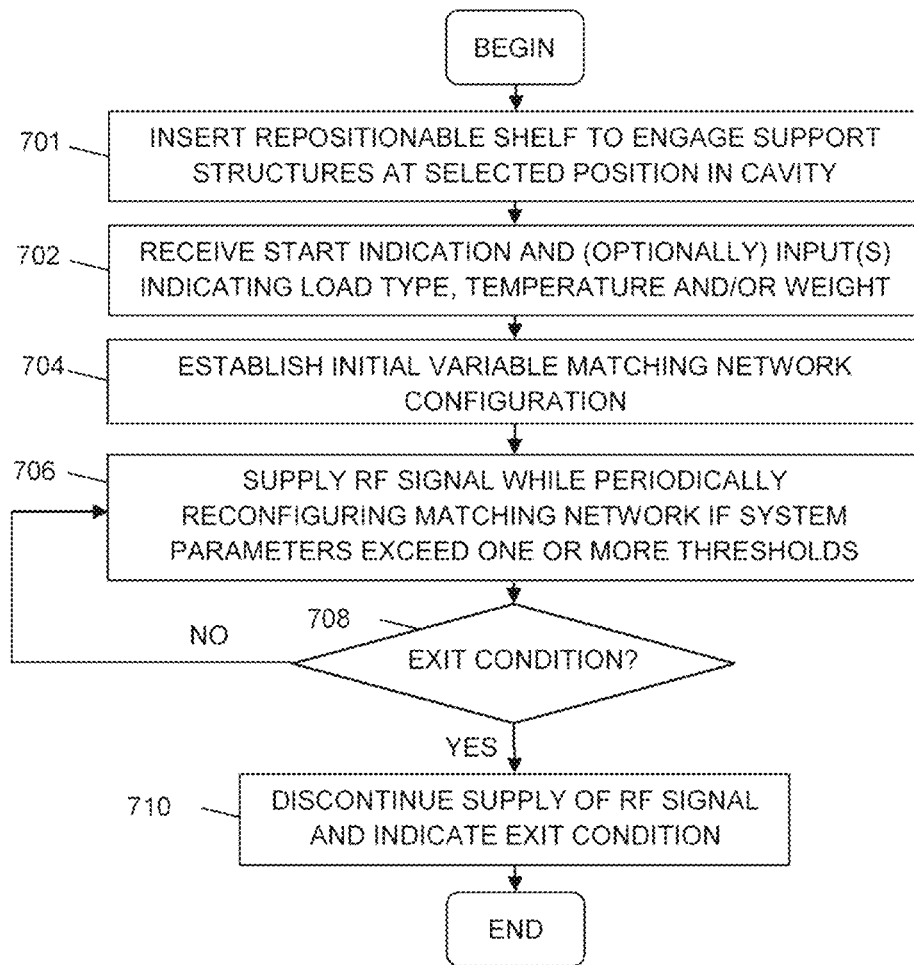 BEGIN
701
INSERT REPOSITIONABLE SHELF TO ENGAGE SUPPORT
STRUCTURES AT SELECTED POSITION IN CAVITY
702
RECEIVE START INDICATION AND (OPTIONALLY) INPUT(S)
INDICATING LOAD TYPE, TEMPERATURE AND/OR WEIGHT
704
ESTABLISH INITIAL VARIABLE MATCHING NETWORK
CONFIGURATION
706
SUPPLY RF SIGNAL WHILE PERIODICALLY
RECONFIGURING MATCHING NETWORK IF SYSTEM
PARAMETERS EXCEED ONE OR MORE THRESHOLDS
708
NO
EXIT CONDITION?
YES
710
DISCONTINUE SUPPLY OF RF SIGNAL
AND INDICATE EXIT CONDITION
END